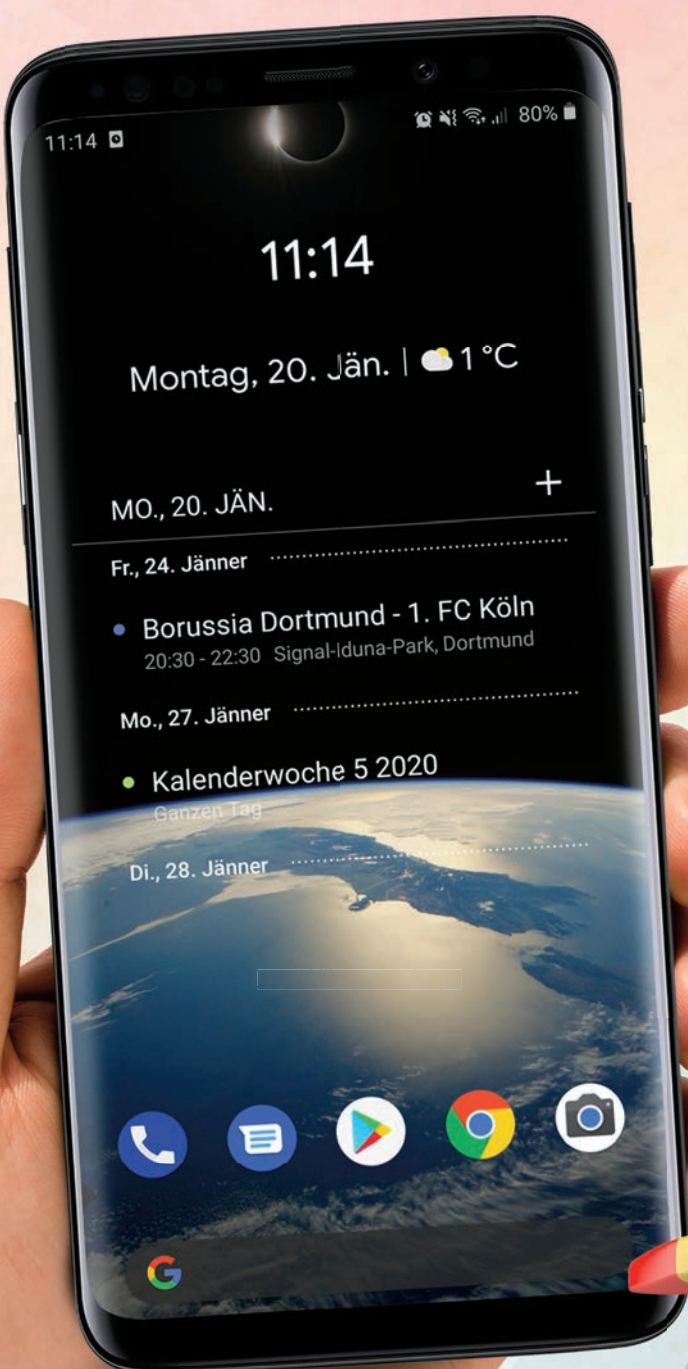 11:14
80%
11:14
Montag, 20. Jän. | 1 °C
MO., 20. JÄN.
+
Fr., 24. Jänner
Borussia Dortmund - 1. FC Köln
20:30 - 22:30 Signal-Iduna-Park, Dortmund
Mo., 27. Jänner
Kalenderwoche 5 2020
Ganzen Tag
Di., 28. Jänner
G